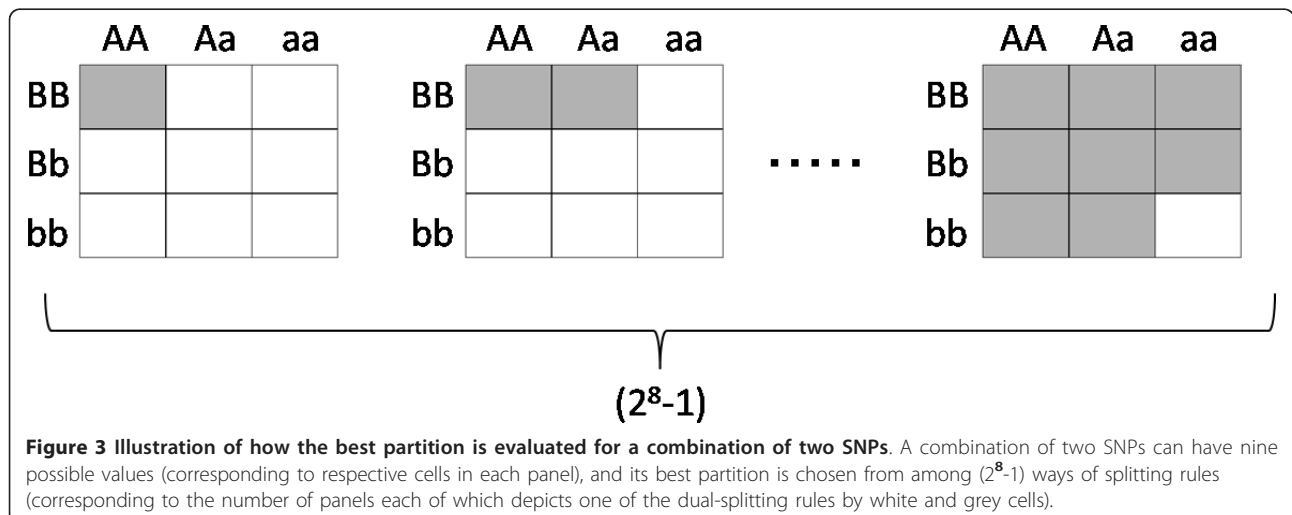 AA Aa aa AA Aa aa AA Aa aa
BB BB BB
Bb Bb ..... Bb
bb bb bb
(2⁸-1)
Figure 3 Illustration of how the best partition is evaluated for a combination of two SNPs. A combination of two SNPs can have nine
possible values (corresponding to respective cells in each panel), and its best partition is chosen from among (2⁸-1) ways of splitting rules
(corresponding to the number of panels each of which depicts one of the dual-splitting rules by white and grey cells).